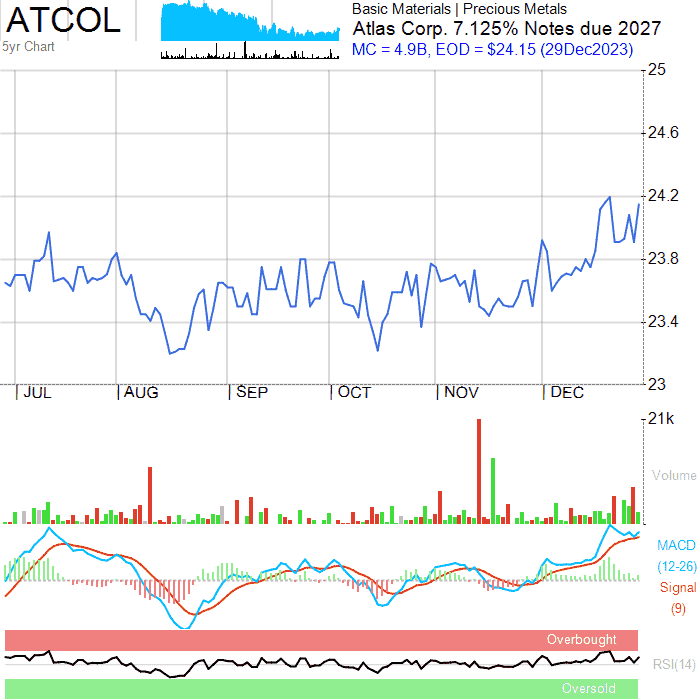 ATCOL
5yr Chart
Basic Materials | Precious Metals
Atlas Corp. 7.125% Notes due 2027
MC = 4.9B, EOD = $24.15 (29Dec2023)
25
24.6
24.2
23.8
23.4
23
JUL AUG SEP OCT NOV DEC
21k
Volume
MACD
(12-26)
Signal
(9)
Overbought
RSI(14)
Oversold